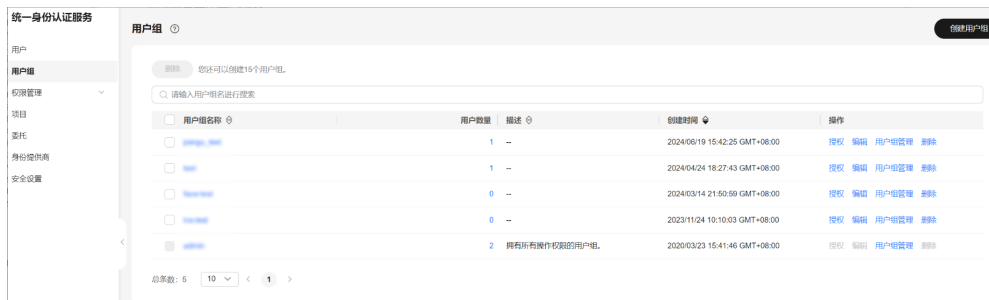 统一身份认证服务
用户
用户组
权限管理
项目
委托
身份提供商
安全设置
用户组
创建用户组
删除 您还可以创建15个用户组。
请输入用户组名进行搜索
用户组名称 用户数量 描述 创建时间 操作
1 -- 2024/06/19 15:42:25 GMT+08:00 授权 编辑 用户组管理 删除
1 -- 2024/04/24 18:27:43 GMT+08:00 授权 编辑 用户组管理 删除
0 -- 2024/03/14 21:50:59 GMT+08:00 授权 编辑 用户组管理 删除
0 -- 2023/11/24 10:10:03 GMT+08:00 授权 编辑 用户组管理 删除
2 拥有所有操作权限的用户组。 2020/03/23 15:41:46 GMT+08:00 授权 编辑 用户组管理 删除
总条数：5 10 1